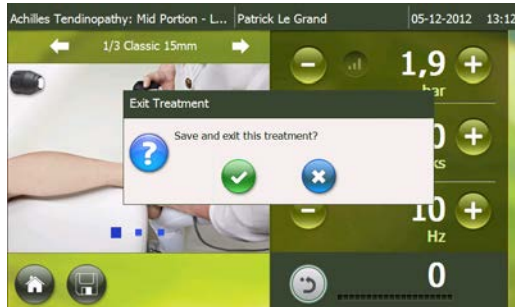 Achilles Tendinopathy: Mid Portion - L... Patrick Le Grand 05-12-2012 13:12
1/3 Classic 15mm
1,9
bar
Exit Treatment
Save and exit this treatment?
10
Hz
0